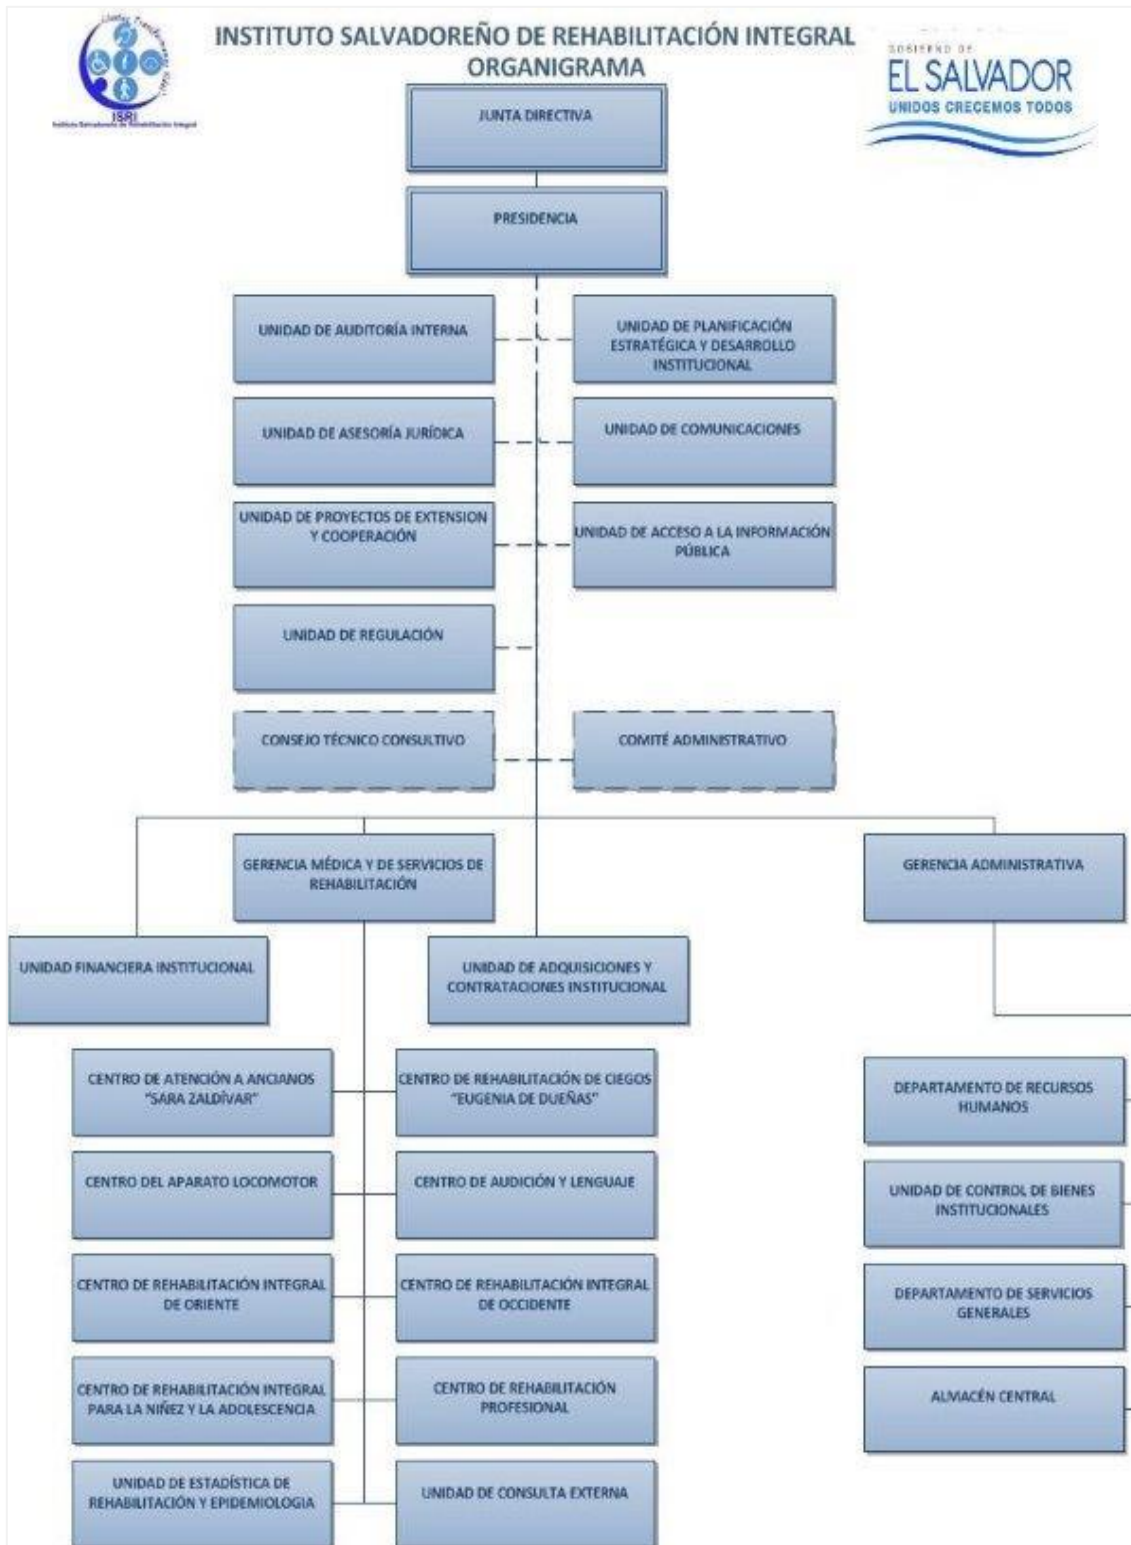 INSTITUTO SALVADOREÑO DE REHABILITACIÓN INTEGRAL
ORGANIGRAMA
ISRI
Instituto Salvadoreño de Rehabilitación Integral
GOBIERNO DE
EL SALVADOR
UNIDOS CRECEMOS TODOS
JUNTA DIRECTIVA
PRESIDENCIA
UNIDAD DE AUDITORÍA INTERNA
UNIDAD DE PLANIFICACIÓN
ESTRATÉGICA Y DESARROLLO
INSTITUCIONAL
UNIDAD DE ASESORÍA JURÍDICA
UNIDAD DE COMUNICACIONES
UNIDAD DE PROYECTOS DE EXTENSION
Y COOPERACIÓN
UNIDAD DE ACCESO A LA INFORMACIÓN
PÚBLICA
UNIDAD DE REGULACIÓN
CONSEJO TÉCNICO CONSULTIVO
COMITÉ ADMINISTRATIVO
GERENCIA MÉDICA Y DE SERVICIOS DE
REHABILITACIÓN
GERENCIA ADMINISTRATIVA
UNIDAD FINANCIERA INSTITUCIONAL
UNIDAD DE ADQUISICIONES Y
CONTRATACIONES INSTITUCIONAL
CENTRO DE ATENCIÓN A ANCIANOS
"SARA ZALDÍVAR"
CENTRO DE REHABILITACIÓN DE CIEGOS
"EUGENIA DE DUEÑAS"
DEPARTAMENTO DE RECURSOS
HUMANOS
CENTRO DEL APARATO LOCOMOTOR
CENTRO DE AUDICIÓN Y LENGUAJE
UNIDAD DE CONTROL DE BIENES
INSTITUCIONALES
CENTRO DE REHABILITACIÓN INTEGRAL
DE ORIENTE
CENTRO DE REHABILITACIÓN INTEGRAL
DE OCCIDENTE
DEPARTAMENTO DE SERVICIOS
GENERALES
CENTRO DE REHABILITACIÓN INTEGRAL
PARA LA NIÑEZ Y LA ADOLESCENCIA
CENTRO DE REHABILITACIÓN
PROFESIONAL
ALMACÉN CENTRAL
UNIDAD DE ESTADÍSTICA DE
REHABILITACIÓN Y EPIDEMIOLOGIA
UNIDAD DE CONSULTA EXTERNA